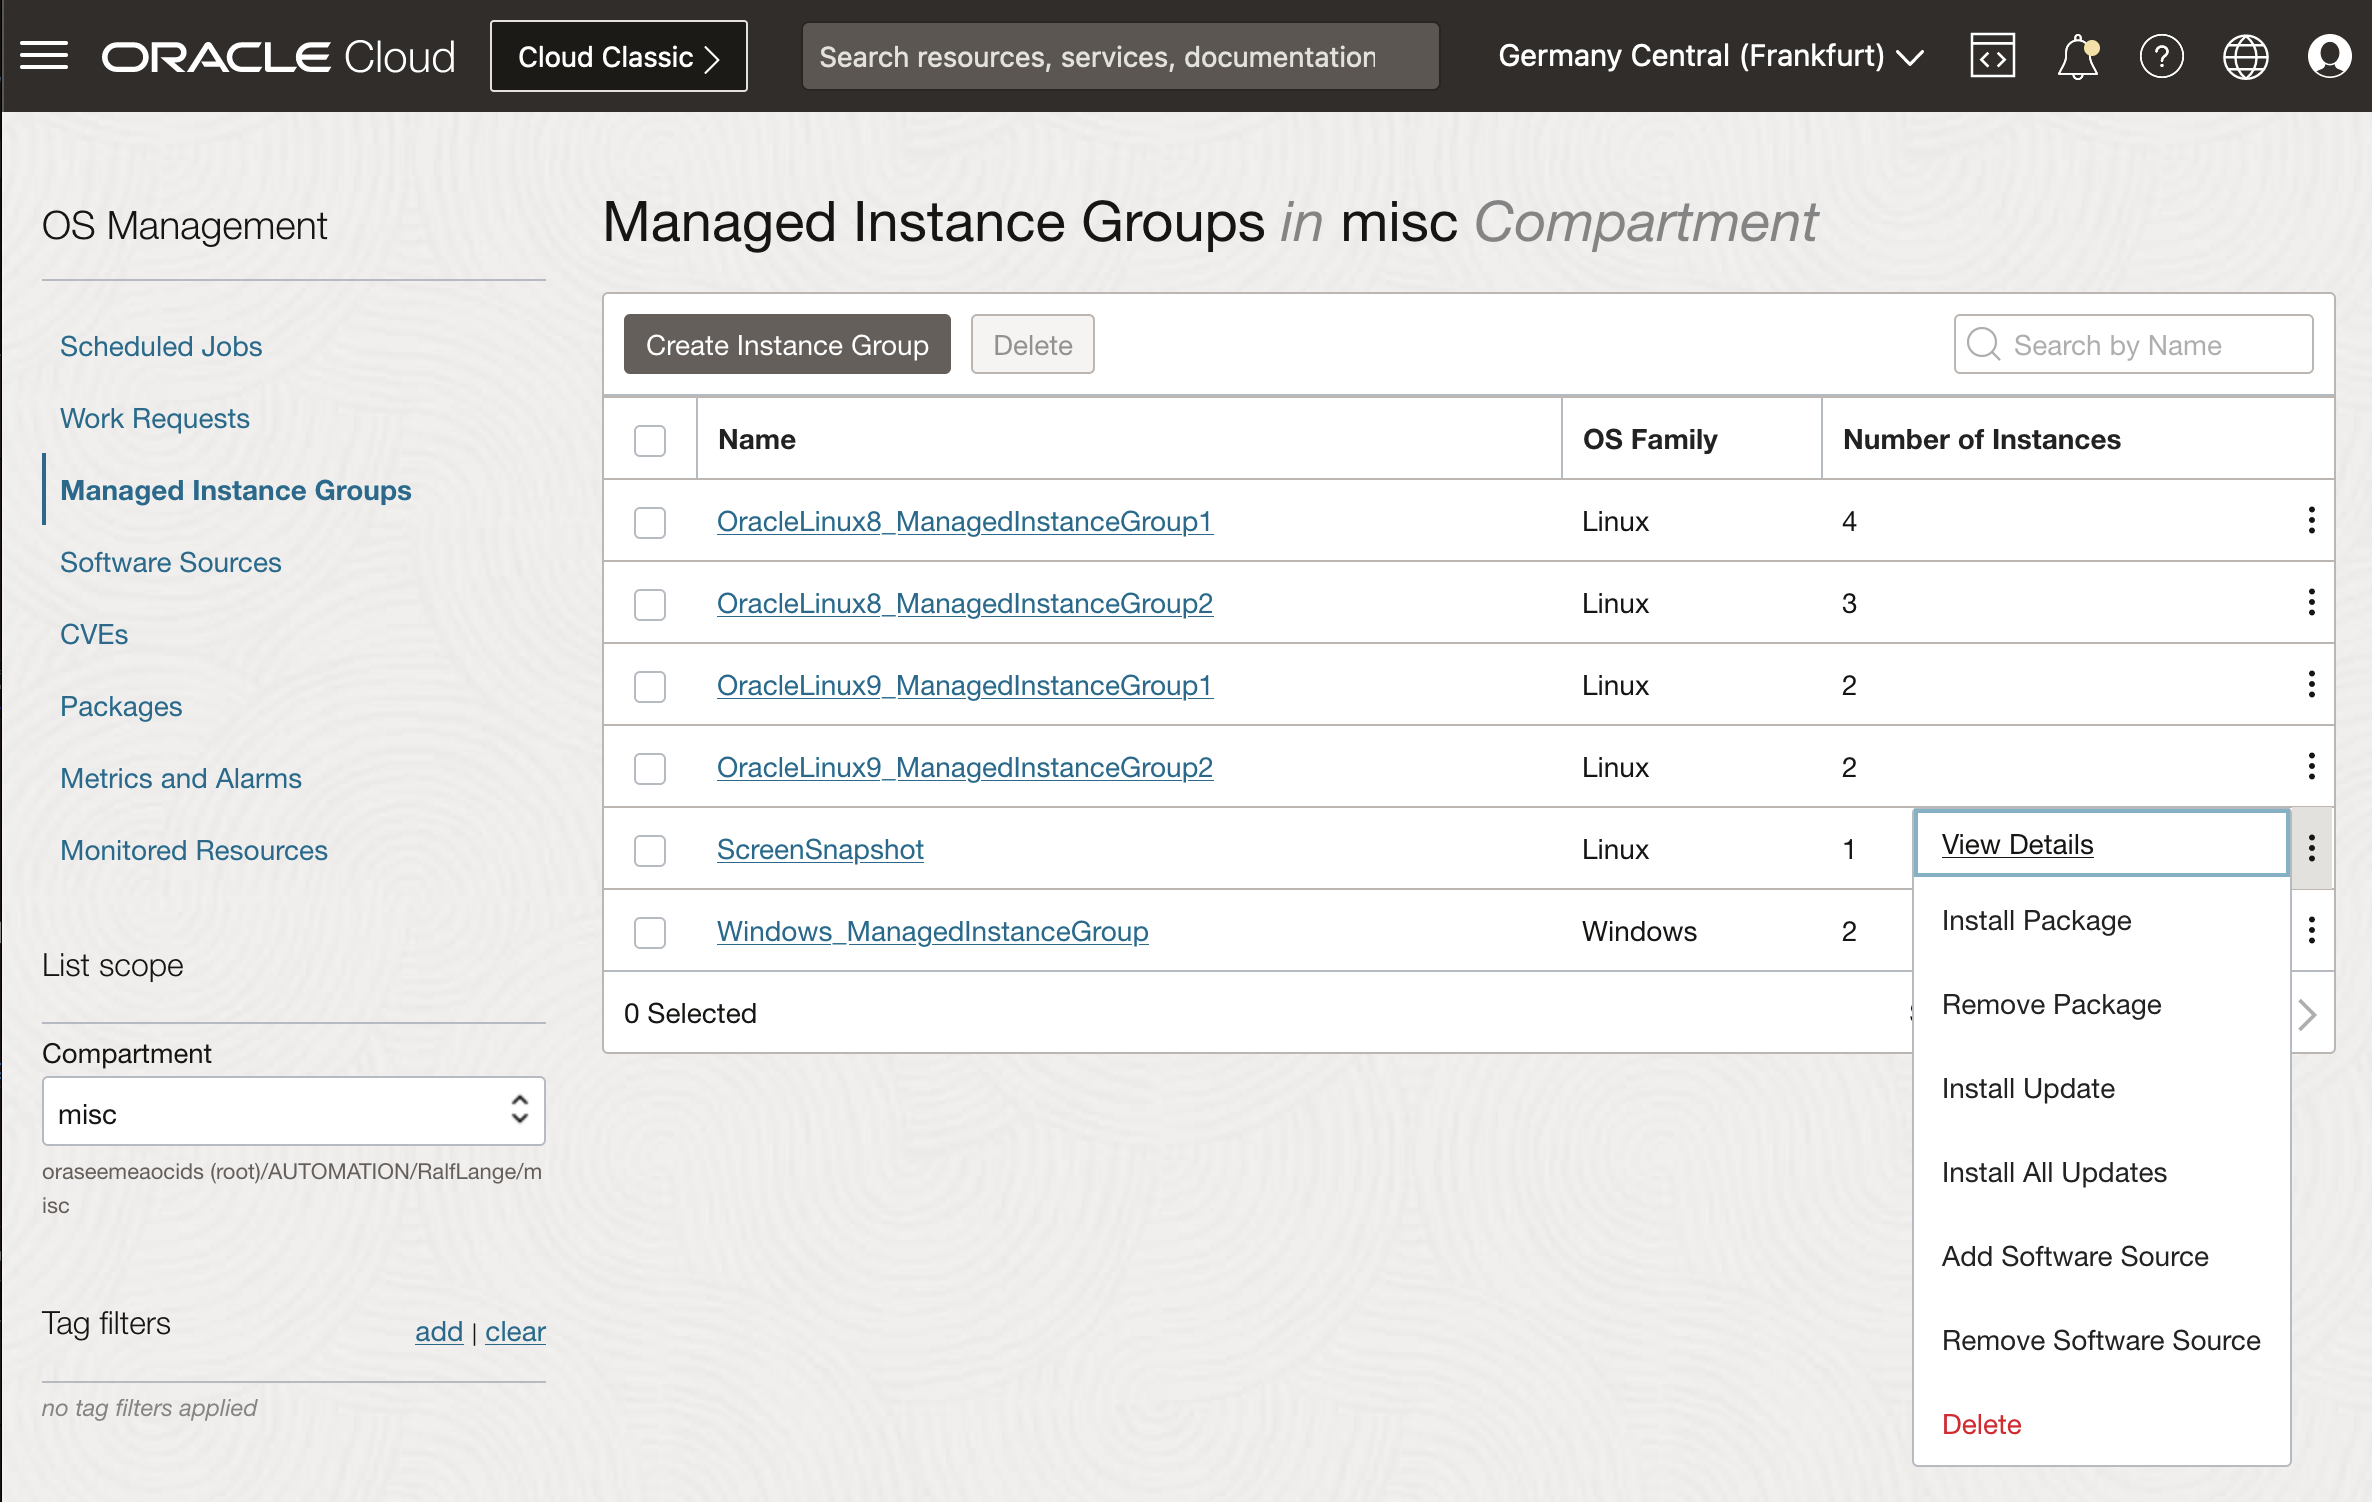 ORACLE Cloud
Cloud Classic
Search resources, services, documentation
Germany Central (Frankfurt)
OS Management
Scheduled Jobs
Work Requests
Managed Instance Groups
Software Sources
CVEs
Packages
Metrics and Alarms
Monitored Resources
List scope
Compartment
misc
oraseemeaocids (root)/AUTOMATION/RalfLange/m
isc
Tag filters
add | clear
no tag filters applied
Managed Instance Groups in misc Compartment
Create Instance Group
Delete
Search by Name
Name OS Family Number of Instances
OracleLinux8_ManagedInstanceGroup1 Linux 4
OracleLinux8_ManagedInstanceGroup2 Linux 3
OracleLinux9_ManagedInstanceGroup1 Linux 2
OracleLinux9_ManagedInstanceGroup2 Linux 2
ScreenSnapshot Linux 1
Windows_ManagedInstanceGroup Windows 2
0 Selected
View Details
Install Package
Remove Package
Install Update
Install All Updates
Add Software Source
Remove Software Source
Delete